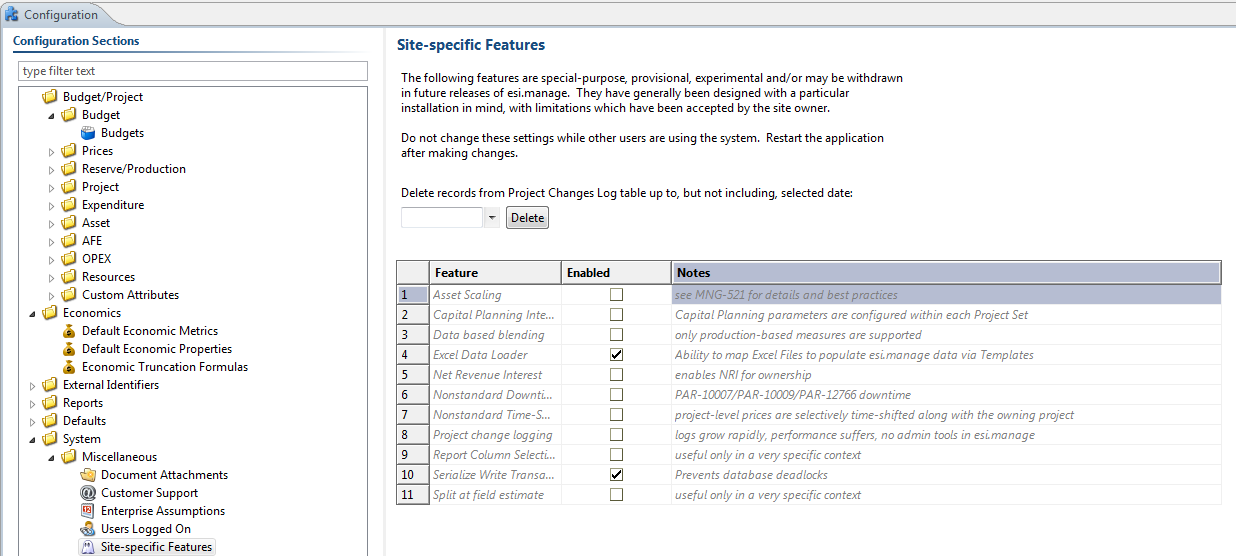 Configuration
Configuration Sections
type filter text
Budget/Project
Budget
Budgets
Prices
Reserve/Production
Project
Expenditure
Asset
AFE
OPEX
Resources
Custom Attributes
Economics
Default Economic Metrics
Default Economic Properties
Economic Truncation Formulas
External Identifiers
Reports
Defaults
System
Miscellaneous
Document Attachments
Customer Support
Enterprise Assumptions
Users Logged On
Site-specific Features
Site-specific Features
The following features are special-purpose, provisional, experimental and/or may be withdrawn
in future releases of esi.manage. They have generally been designed with a particular
installation in mind, with limitations which have been accepted by the site owner.
Do not change these settings while other users are using the system. Restart the application
after making changes.
Delete records from Project Changes Log table up to, but not including, selected date:
Delete
Feature Enabled Notes
1 Asset Scaling see MNG-521 for details and best practices
2 Capital Planning Inte... Capital Planning parameters are configured within each Project Set
3 Data based blending only production-based measures are supported
4 Excel Data Loader Ability to map Excel Files to populate esi.manage data via Templates
5 Net Revenue Interest enables NRI for ownership
6 Nonstandard Downti... PAR-10007/PAR-10009/PAR-12766 downtime
7 Nonstandard Time-S... project-level prices are selectively time-shifted along with the owning project
8 Project change logging logs grow rapidly, performance suffers, no admin tools in esi.manage
9 Report Column Selecti... useful only in a very specific context
10 Serialize Write Transa... Prevents database deadlocks
11 Split at field estimate useful only in a very specific context